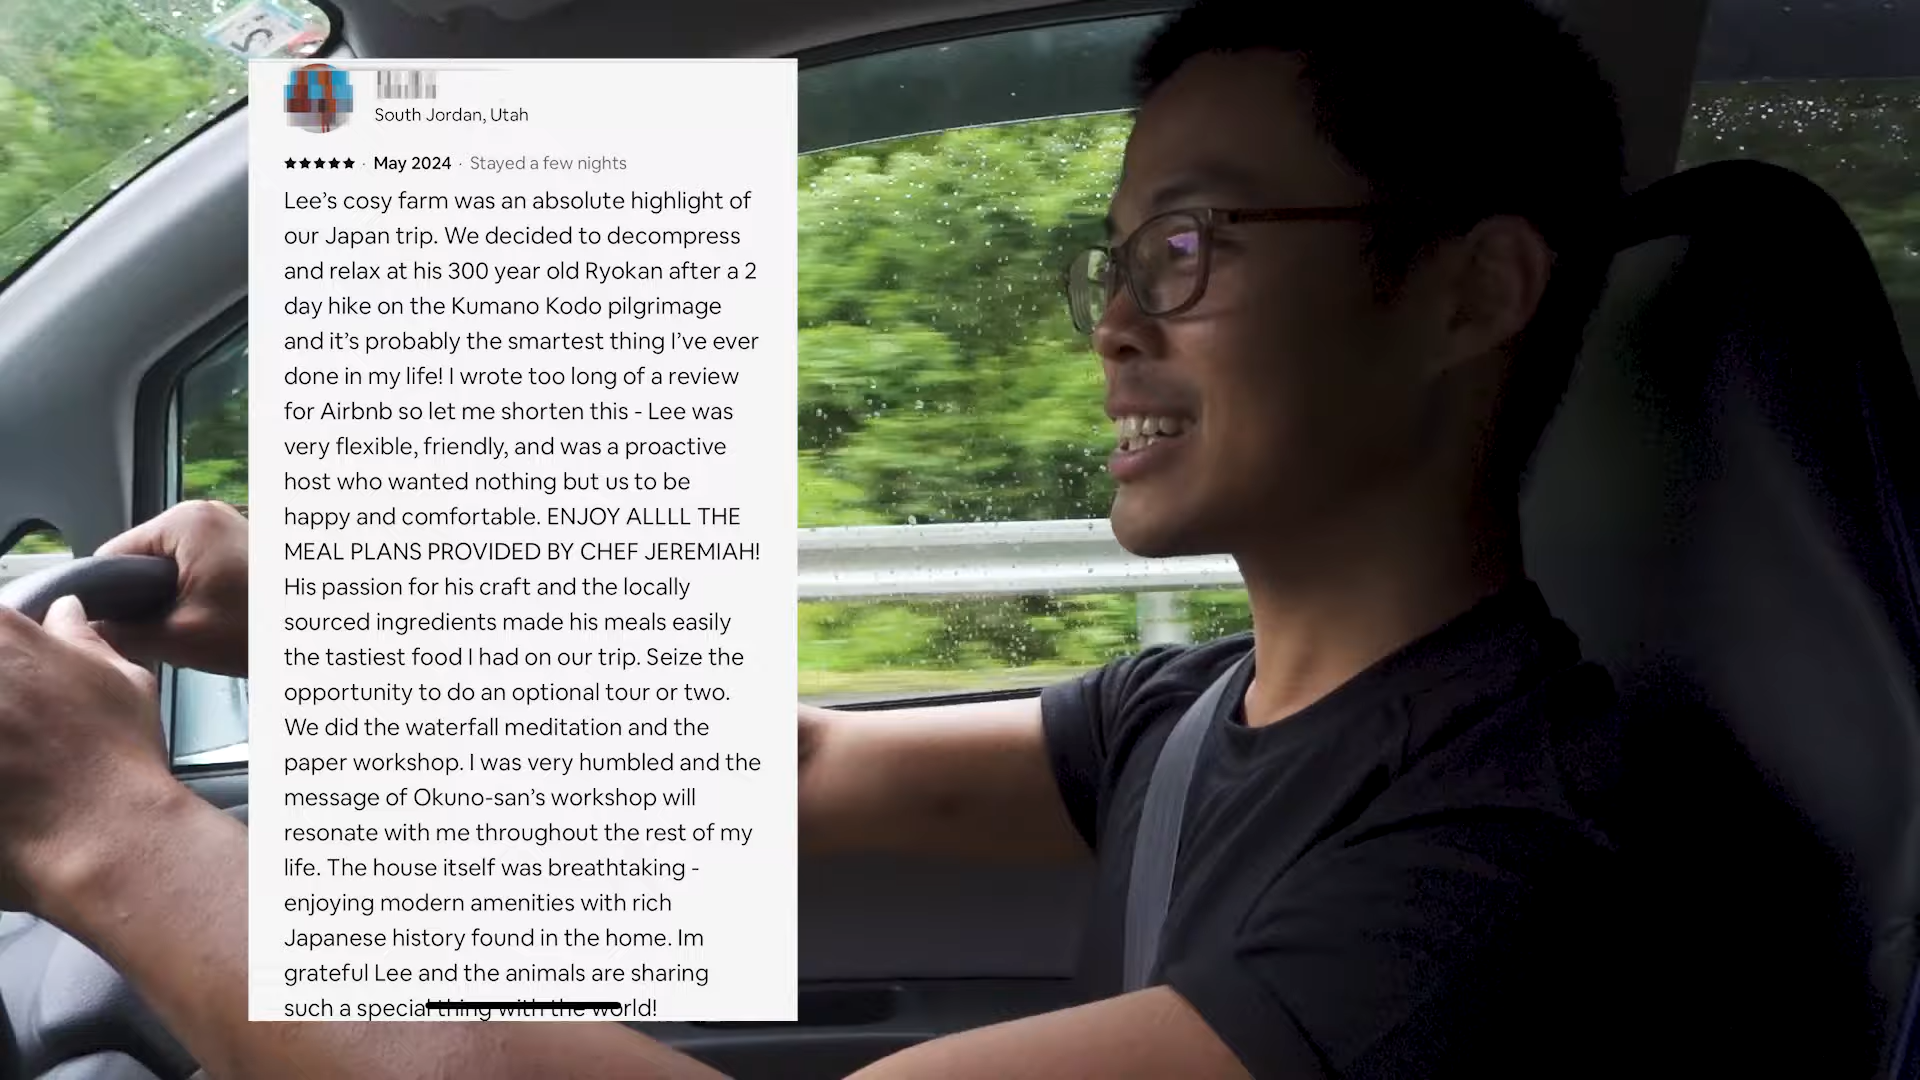 South Jordan, Utah
★★★★★ · May 2024 · Stayed a few nights
Lee’s cosy farm was an absolute highlight of
our Japan trip. We decided to decompress
and relax at his 300 year old Ryokan after a 2
day hike on the Kumano Kodo pilgrimage
and it’s probably the smartest thing I’ve ever
done in my life! I wrote too long of a review
for Airbnb so let me shorten this - Lee was
very flexible, friendly, and was a proactive
host who wanted nothing but us to be
happy and comfortable. ENJOY ALLLL THE
MEAL PLANS PROVIDED BY CHEF JEREMIAH!
His passion for his craft and the locally
sourced ingredients made his meals easily
the tastiest food I had on our trip. Seize the
opportunity to do an optional tour or two.
We did the waterfall meditation and the
paper workshop. I was very humbled and the
message of Okuno-san’s workshop will
resonate with me throughout the rest of my
life. The house itself was breathtaking -
enjoying modern amenities with rich
Japanese history found in the home. Im
grateful Lee and the animals are sharing
such a special thing with the world!